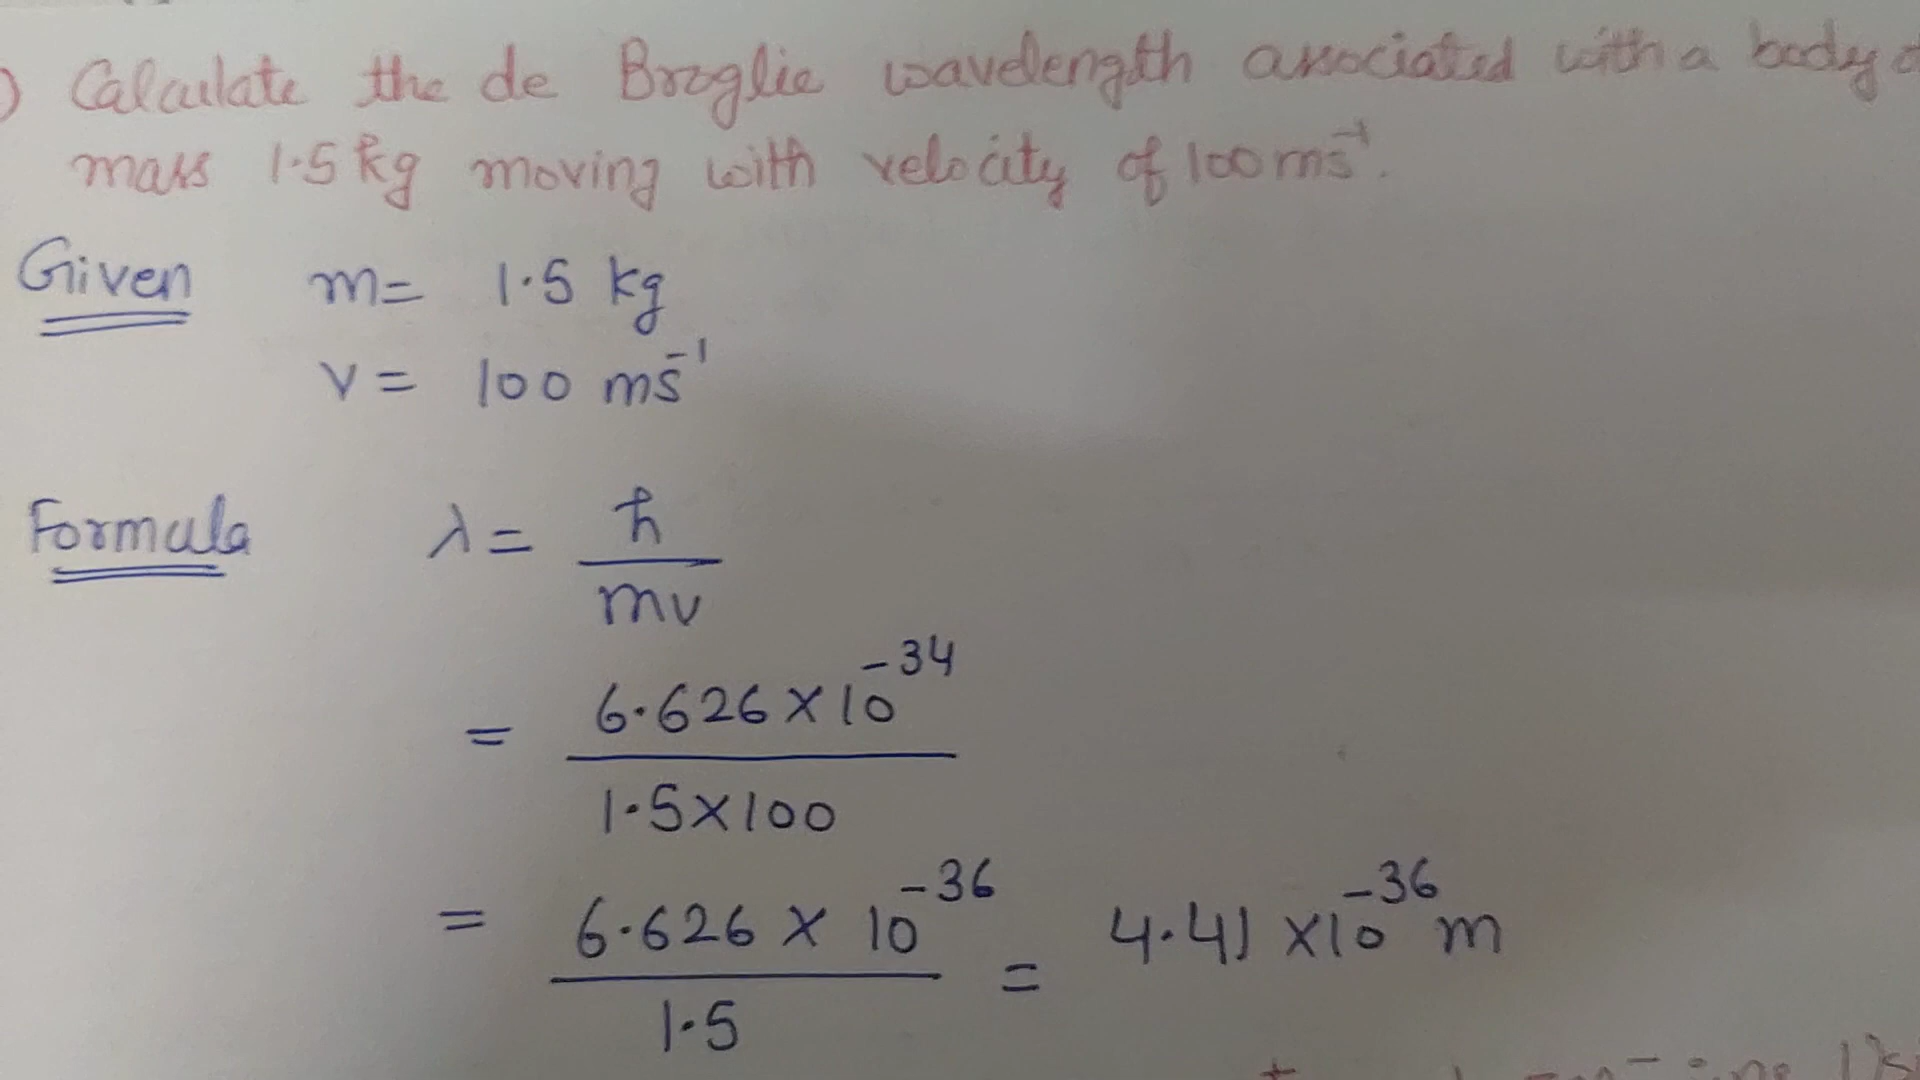 ) Calculate the de Broglie wavelength associated with a body
mass 1.5 kg moving with velocity of 100 ms⁻¹.
Given m = 1.5 kg
v = 100 ms⁻¹
Formula λ = ħ / mv
= 6.626 × 10⁻³⁴ / 1.5 × 100
= 6.626 × 10⁻³⁶ / 1.5 = 4.41 × 10⁻³⁶ m